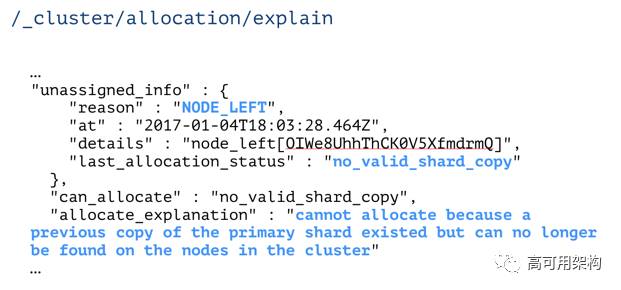 /_cluster/allocation/explain
…
"unassigned_info" : {
"reason" : "NODE_LEFT",
"at" : "2017-01-04T18:03:28.464Z",
"details" : "node_left[OIWe8UhhThCK0V5XfmdrmQ]",
"last_allocation_status" : "no_valid_shard_copy"
},
"can_allocate" : "no_valid_shard_copy",
"allocate_explanation" : "cannot allocate because a
previous copy of the primary shard existed but can no longer
be found on the nodes in the cluster"
…
高可用架构